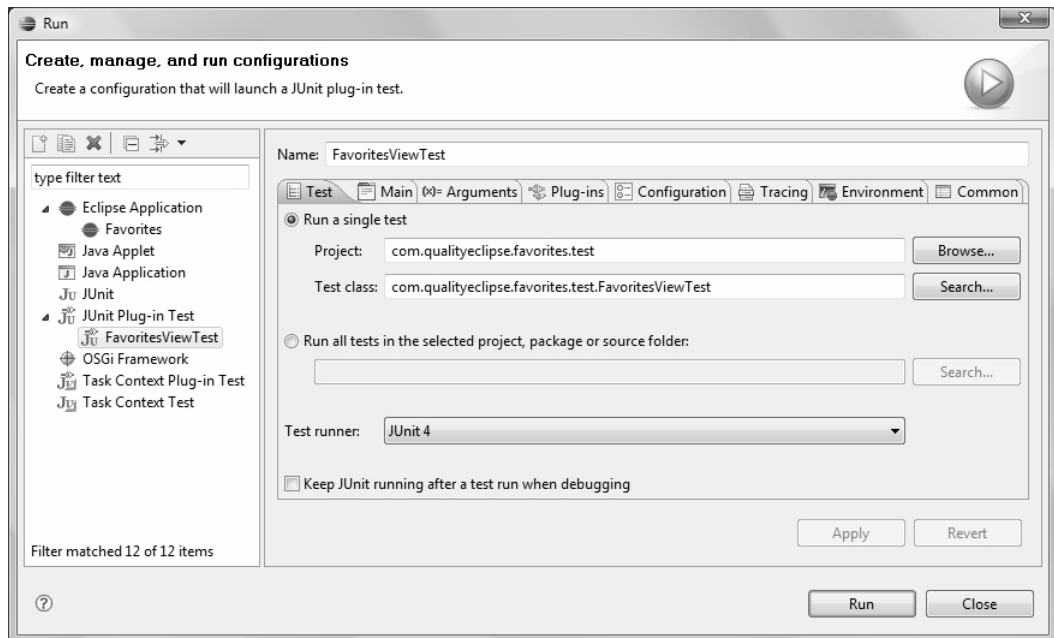 Run
Create, manage, and run configurations
Create a configuration that will launch a JUnit plug-in test.
type filter text
Eclipse Application
Favorites
Java Applet
Java Application
JUnit
JUnit Plug-in Test
FavoritesViewTest
OSGi Framework
Task Context Plug-in Test
Task Context Test
Filter matched 12 of 12 items
Name: FavoritesViewTest
Test Main (x)= Arguments Plug-ins Configuration Tracing Environment Common
Run a single test
Project: com.qualityeclipse.favorites.test Browse...
Test class: com.qualityeclipse.favorites.test.FavoritesViewTest Search...
Run all tests in the selected project, package or source folder:
Search...
Test runner: JUnit 4
Keep JUnit running after a test run when debugging
Apply Revert
Run Close